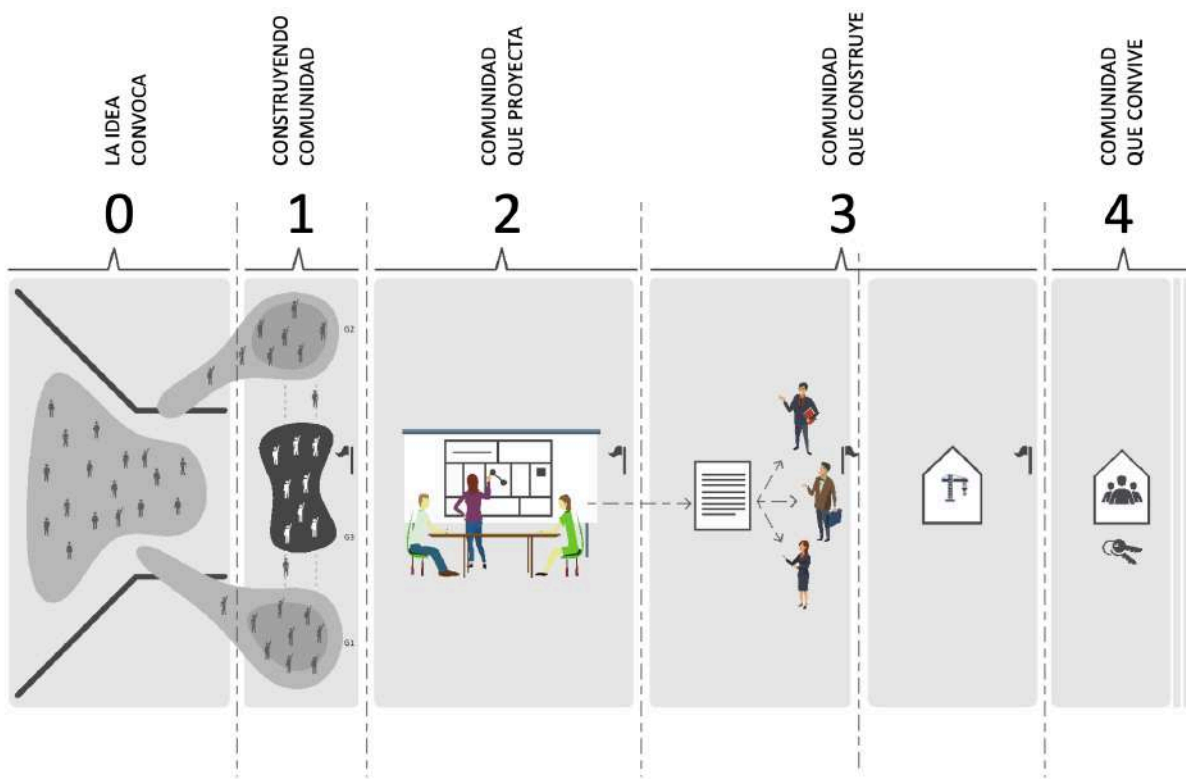 LA IDEA
CONVOCA
CONSTRUYENDO
COMUNIDAD
COMUNIDAD
QUE PROYECTA
COMUNIDAD
QUE CONSTRUYE
COMUNIDAD
QUE CONVIVE
0
1
2
3
4
G2
G3
G1